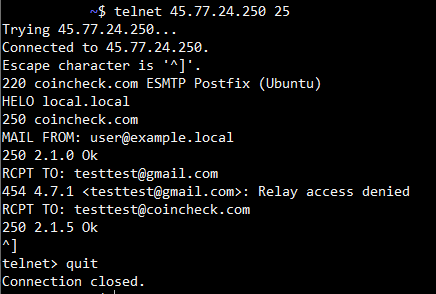 ~$ telnet 45.77.24.250 25
Trying 45.77.24.250...
Connected to 45.77.24.250.
Escape character is '^]'.
220 coincheck.com ESMTP Postfix (Ubuntu)
HELO local.local
250 coincheck.com
MAIL FROM: user@example.local
250 2.1.0 Ok
RCPT TO: testtest@gmail.com
454 4.7.1 <testtest@gmail.com>: Relay access denied
RCPT TO: testtest@coincheck.com
250 2.1.5 Ok
^]
telnet> quit
Connection closed.